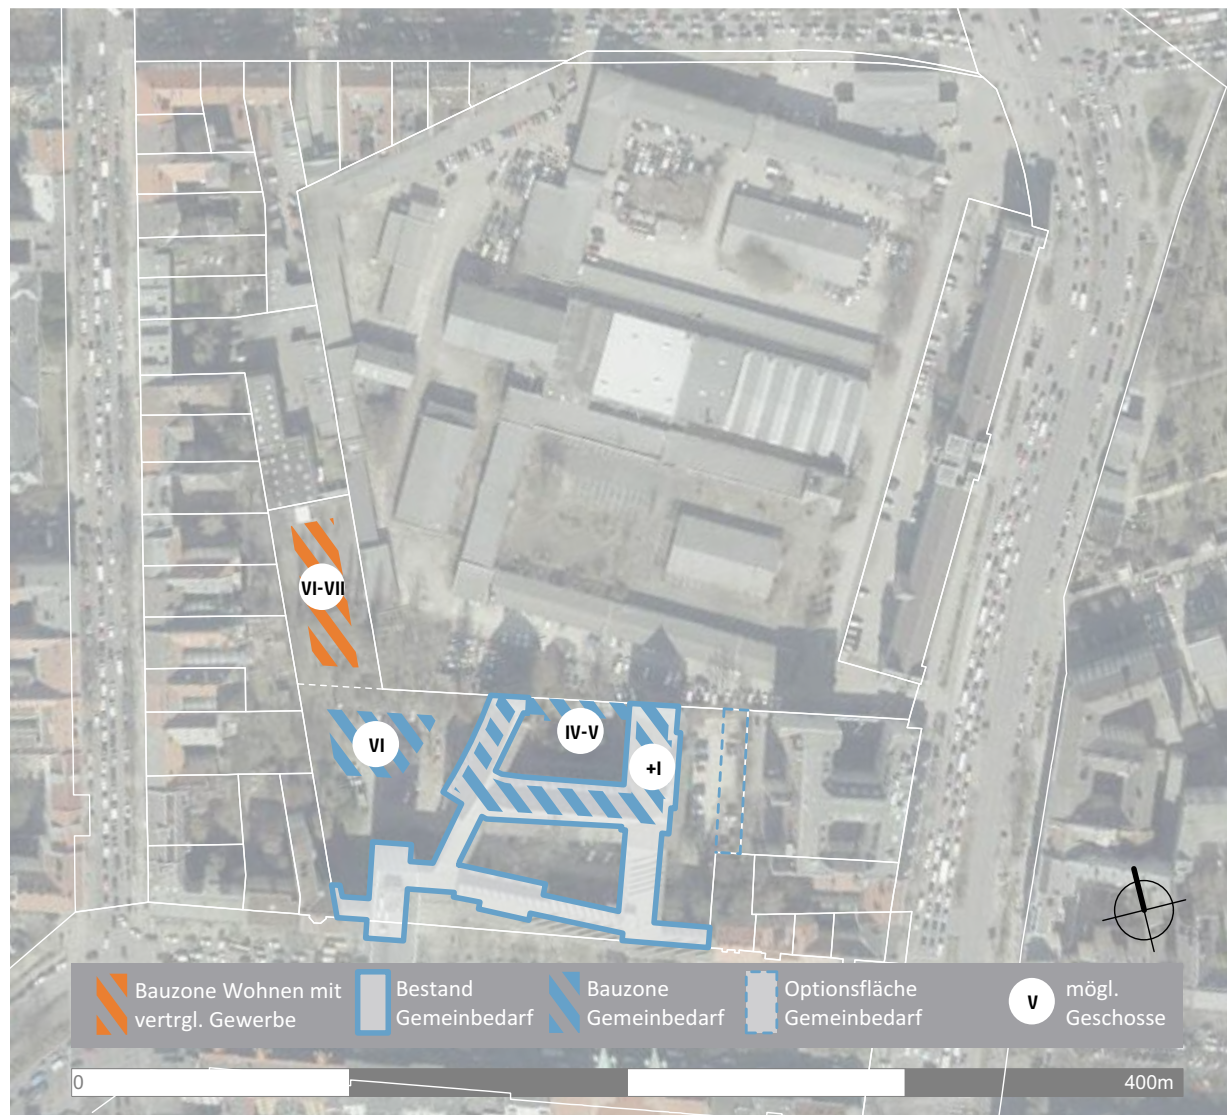 VI-VII
IV-V
VI
+I
Bauzone Wohnen mit
vertrgl. Gewerbe
Bestand
Gemeinbedarf
Bauzone
Gemeinbedarf
Optionsfläche
Gemeinbedarf
V
mögl.
Geschosse
0
400m